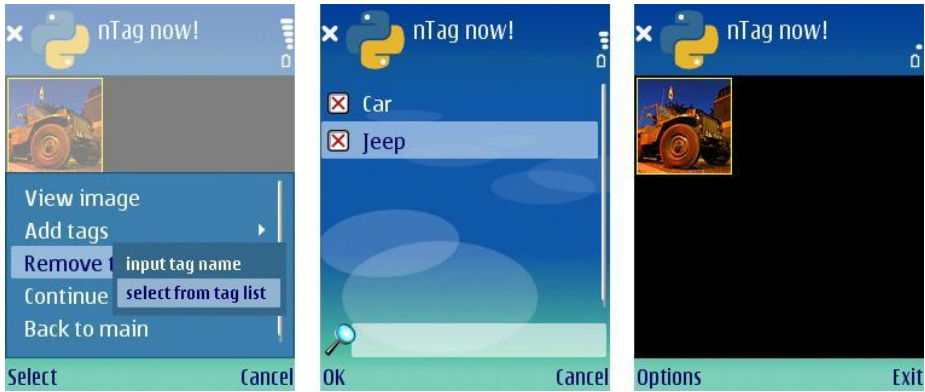 nTag now!
View image
Add tags
Remove t
input tag name
Continue
select from tag list
Back to main
Select Cancel
nTag now!
Car
Jeep
OK Cancel
nTag now!
Options Exit